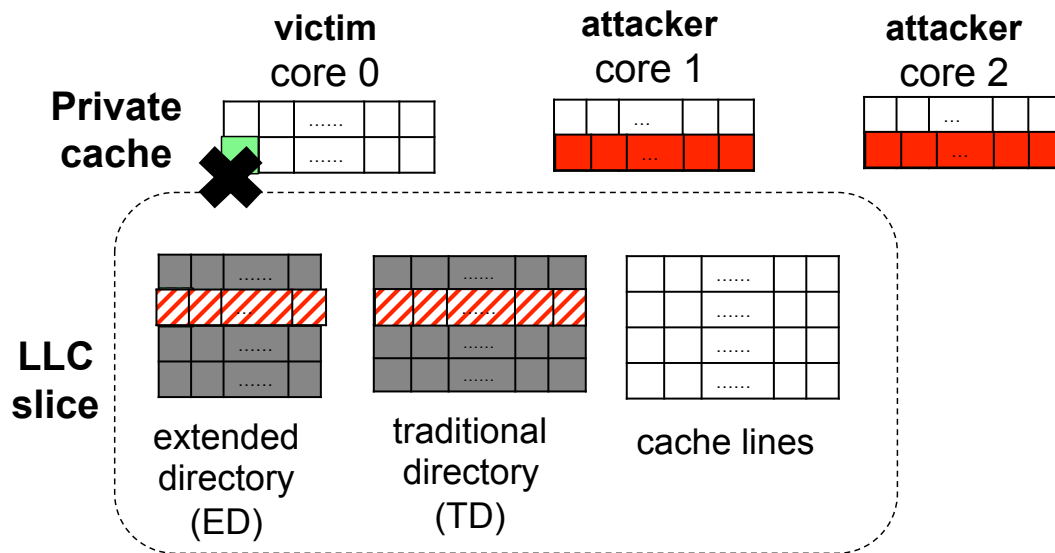 victim
core 0
attacker
core 1
attacker
core 2
Private
cache
......
......
...
...
...
...
LLC
slice
......
...
......
......
......
......
......
......
......
......
......
......
extended
directory
(ED)
traditional
directory
(TD)
cache lines